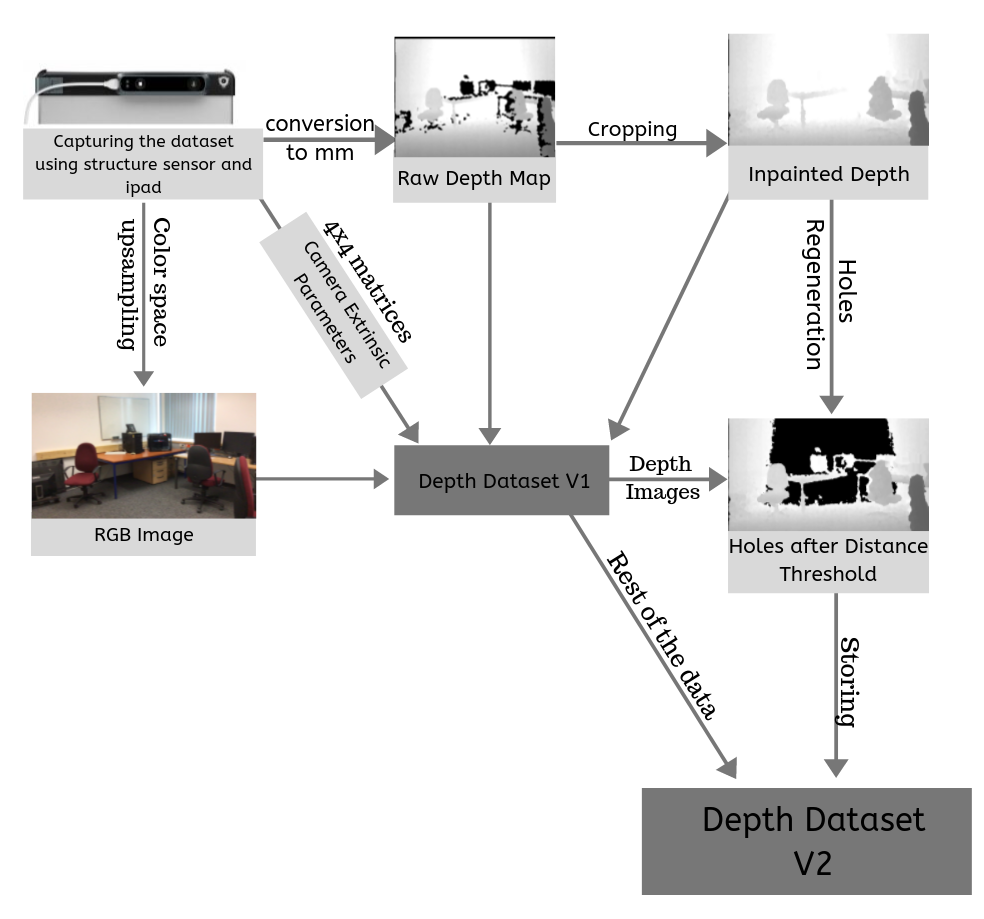 Capturing the dataset
using structure sensor and
ipad
conversion
to mm
Raw Depth Map
Cropping
Inpainted Depth
Color space
upsampling
4x4 matrices
Camera Extrinsic
Parameters
Holes
Regeneration
RGB Image
Depth Dataset V1
Depth
Images
Holes after Distance
Threshold
Rest of the data
Storing
Depth Dataset
V2